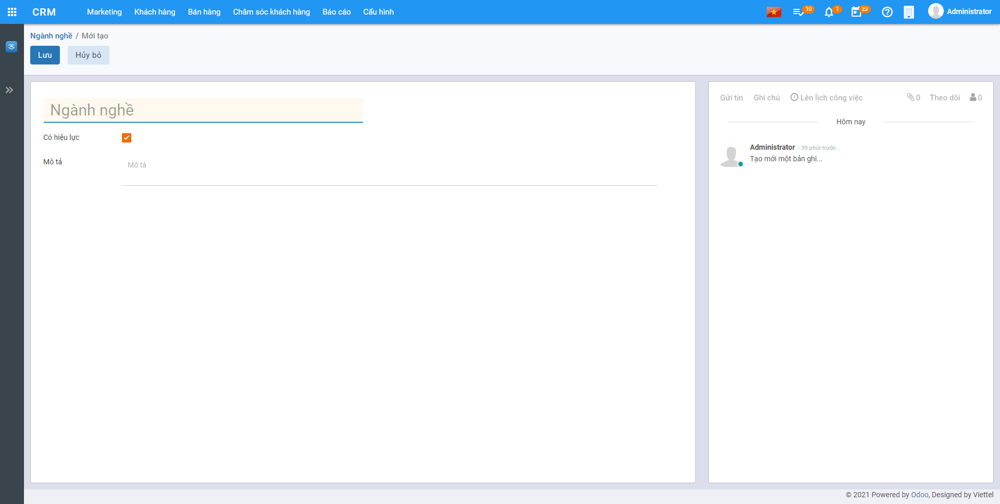 CRM Marketing Khách hàng Bán hàng Chăm sóc khách hàng Báo cáo Cấu hình 10 1 23 Administrator
Ngành nghề / Mới tạo
Lưu Hủy bỏ
Ngành nghề
Có hiệu lực
Mô tả
Mô tả
Gửi tin Ghi chú Lên lịch công việc 0 Theo dõi 0
Hôm nay
Administrator - 39 phút trước
Tạo mới một bản ghi...
© 2021 Powered by Odoo, Designed by Viettel